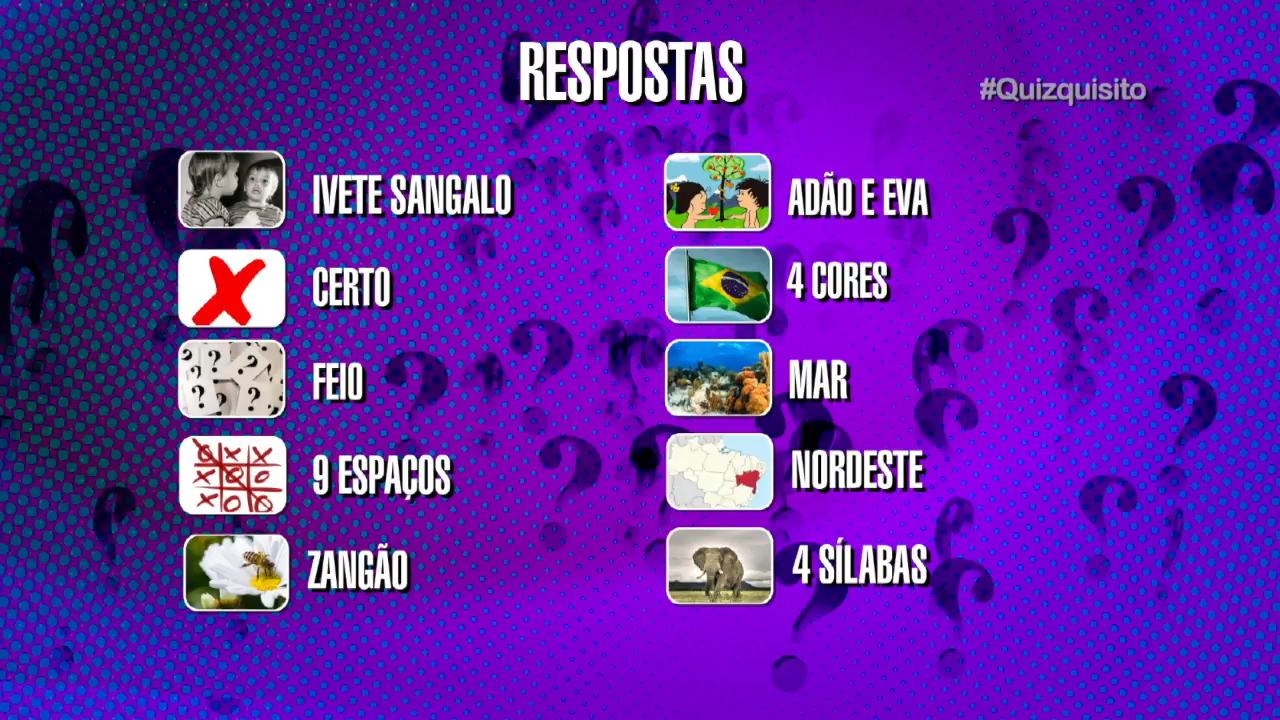 RESPOSTAS
#Quizquisito
IVETE SANGALO
CERTO
FEIO
9 ESPAÇOS
ZANGÃO
ADÃO E EVA
4 CORES
MAR
NORDESTE
4 SÍLABAS